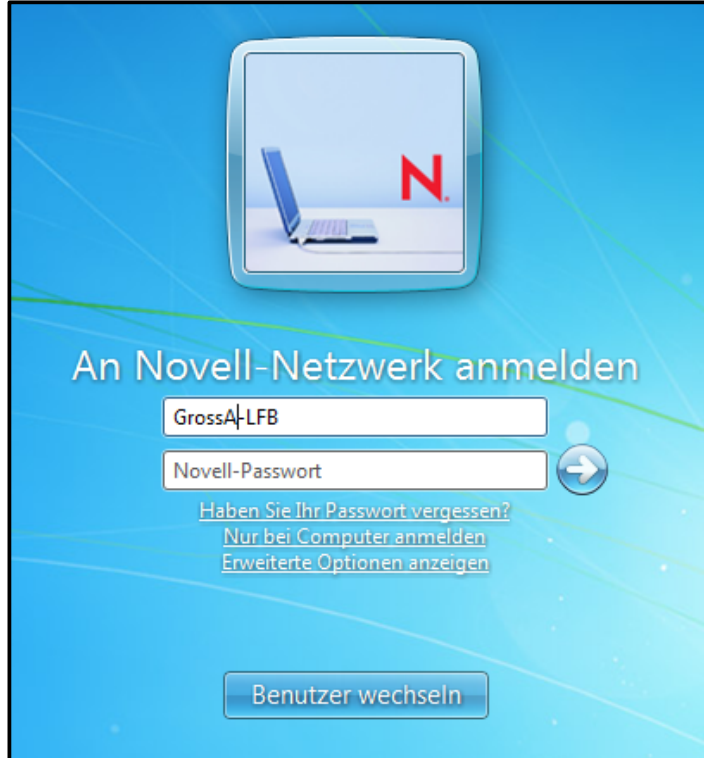 N
An Novell-Netzwerk anmelden
GrossA-LFB
Novell-Passwort
Haben Sie Ihr Passwort vergessen?
Nur bei Computer anmelden
Erweiterte Optionen anzeigen
Benutzer wechseln